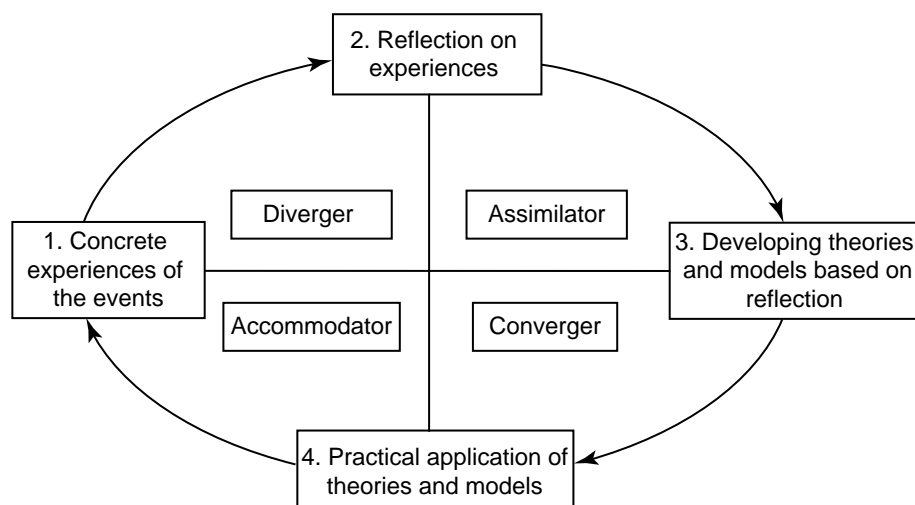 2. Reflection on
experiences
Diverger
Assimilator
1. Concrete
experiences of
the events
3. Developing theories
and models based on
reflection
Accommodator
Converger
4. Practical application of
theories and models